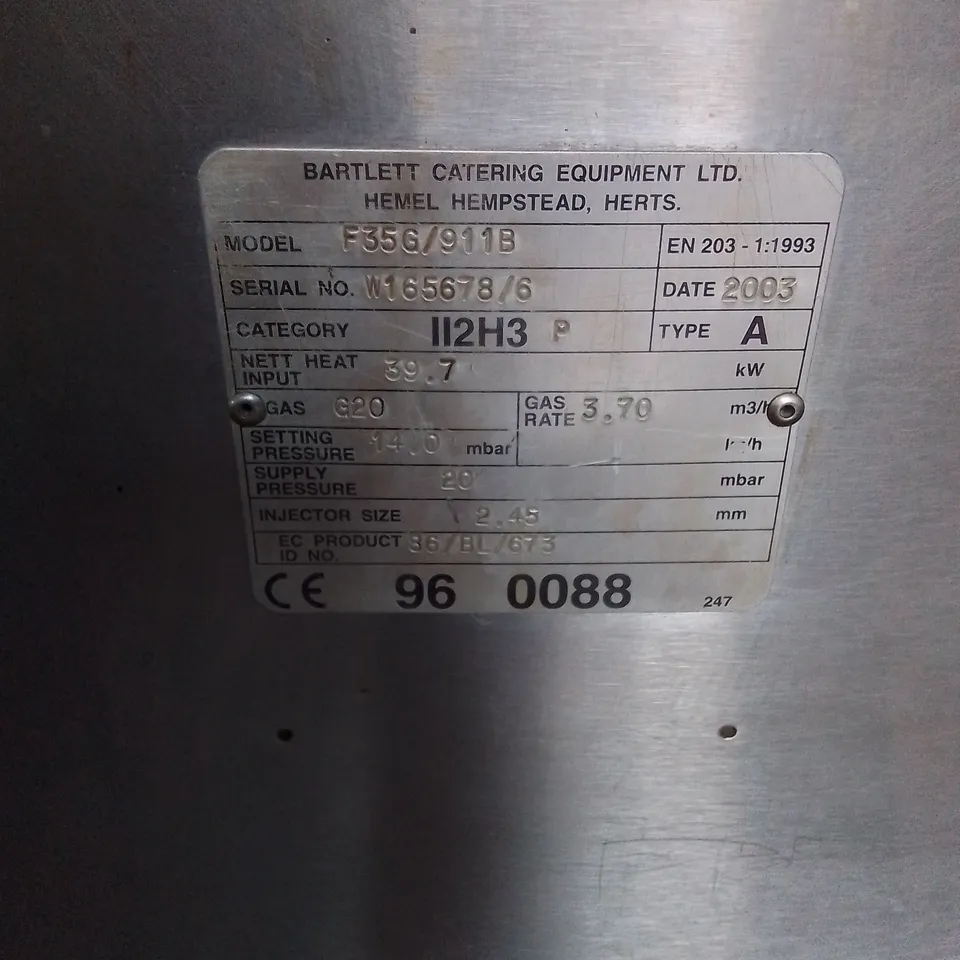 BARTLETT CATERING EQUIPMENT LTD.
HEMEL HEMPSTEAD, HERTS.
MODEL F35G/911B EN 203 - 1:1993
SERIAL NO. W165678/6 DATE 2003
CATEGORY II2H3 P TYPE A
NETT HEAT INPUT 39.7 kW
GAS G20 GAS RATE 3.70 m3/h
SETTING PRESSURE 14.0 mbar /h
SUPPLY PRESSURE 20 mbar
INJECTOR SIZE 2.45 mm
EC PRODUCT ID NO. 36/BL/673
CE 96 0088 247